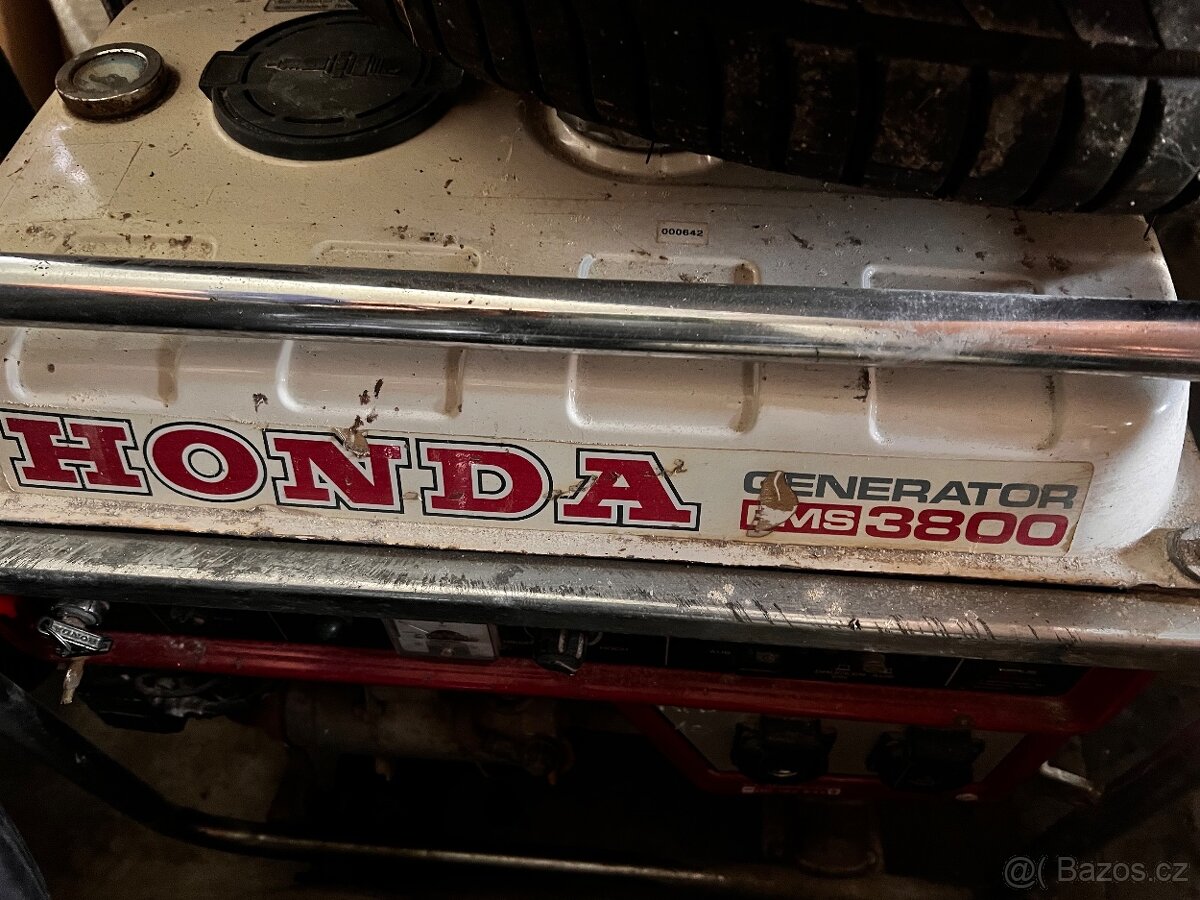 000642
HONDA
GENERATOR
EMS 3800
@( Bazos.cz